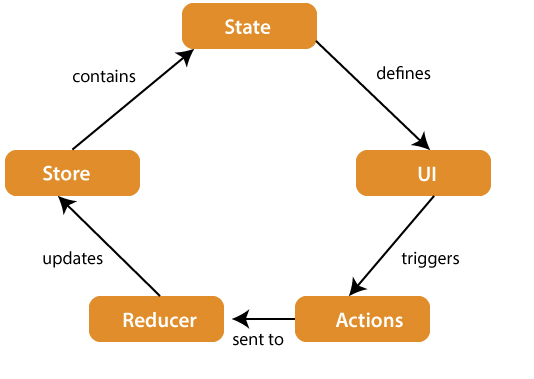 State
contains
defines
Store
UI
updates
triggers
Reducer
Actions
sent to